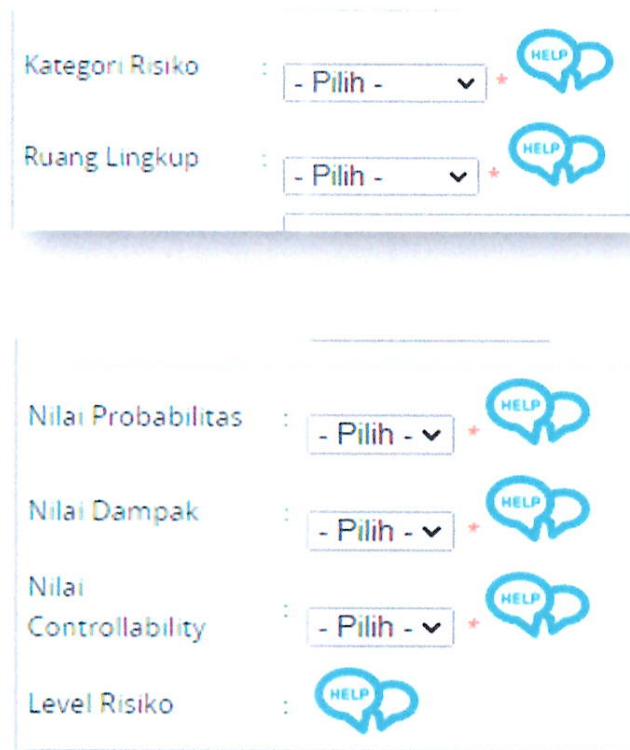 Kategori Risiko : - Pilih - * HELP
Ruang Lingkup : - Pilih - * HELP
Nilai Probabilitas : - Pilih - * HELP
Nilai Dampak : - Pilih - * HELP
Nilai
Controllability : - Pilih - * HELP
Level Risiko : HELP